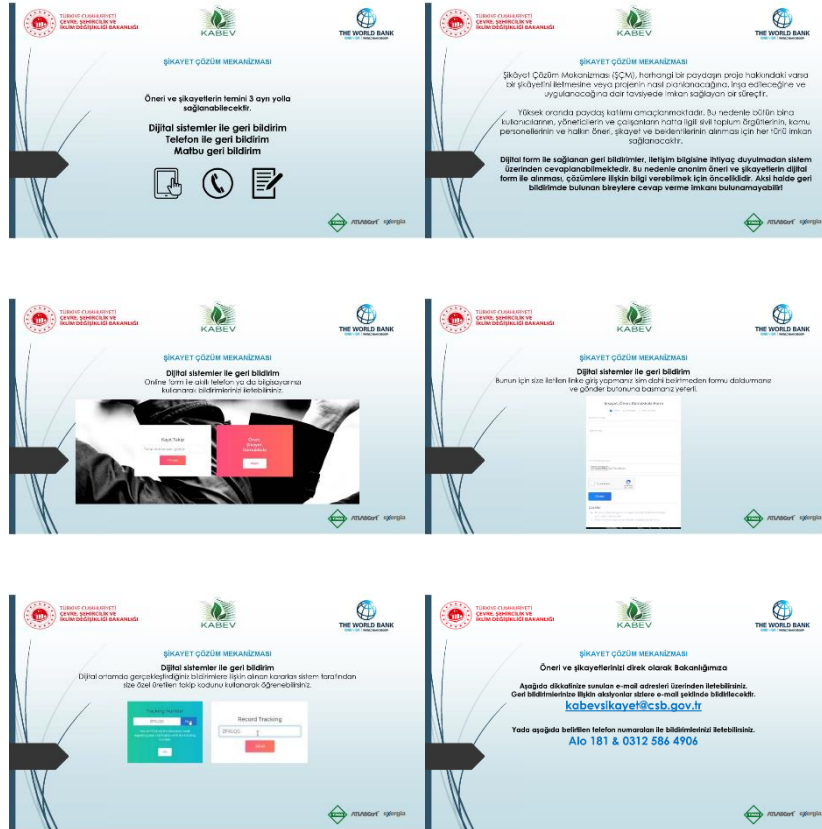 TÜRKİYE CUMHURİYETİ
ÇEVRE, ŞEHİRCİLİK VE
İKLİM DEĞİŞİKLİĞİ BAKANLIĞI
KABEV
THE WORLD BANK
ŞİKAYET ÇÖZÜM MEKANİZMASI
Öneri ve şikayetlerin temini 3 ayrı yolla
sağlanabilecektir.
Dijital sistemler ile geri bildirim
Telefon ile geri bildirim
Matbu geri bildirim
TÜRKİYE CUMHURİYETİ
ÇEVRE, ŞEHİRCİLİK VE
İKLİM DEĞİŞİKLİĞİ BAKANLIĞI
KABEV
THE WORLD BANK
ŞİKAYET ÇÖZÜM MEKANİZMASI
Şikâyet Çözüm Mekanizması (ŞÇM), herhangi bir paydaşın proje hakkındaki varsa
bir şikâyetini iletmesine veya projenin nasıl planlanacağına, inşa edileceğine ve
uygulanacağına dair tavsiyede imkan sağlayan bir süreçtir.
Yüksek oranda paydaş katılımı amaçlanmaktadır. Bu nedenle bütün bina
kullanıcılarının, yöneticilerin ve çalışanların hatta ilgili sivil toplum örgütlerinin, kamu
personellerinin ve halkın öneri, şikayet ve beklentilerinin alınması için her türlü imkan
sağlanacaktır.
Dijital form ile sağlanan geri bildirimler, iletişim bilgisine ihtiyaç duyulmadan sistem
üzerinden cevaplanabilmektedir. Bu nedenle anonim öneri ve şikayetlerin dijital
form ile alınması, çözümlere ilişkin bilgi verebilmek için önceliklidir. Aksi halde geri
bildirimde bulunan bireylere cevap verme imkanı bulunamayabilir!
TÜRKİYE CUMHURİYETİ
ÇEVRE, ŞEHİRCİLİK VE
İKLİM DEĞİŞİKLİĞİ BAKANLIĞI
KABEV
THE WORLD BANK
ŞİKAYET ÇÖZÜM MEKANİZMASI
Dijital sistemler ile geri bildirim
Online form ile akıllı telefon ya da bilgisayarınızı
kullanarak bildirimlerinizi iletebilirsiniz.
Kayıt Takip
TÜRKİYE CUMHURİYETİ
ÇEVRE, ŞEHİRCİLİK VE
İKLİM DEĞİŞİKLİĞİ BAKANLIĞI
KABEV
THE WORLD BANK
ŞİKAYET ÇÖZÜM MEKANİZMASI
Dijital sistemler ile geri bildirim
Bunun için size iletilen linke giriş yapmanız isim dahi belirtmeden formu doldurmanız
ve gönder butonuna basmanız yeterli.
TÜRKİYE CUMHURİYETİ
ÇEVRE, ŞEHİRCİLİK VE
İKLİM DEĞİŞİKLİĞİ BAKANLIĞI
KABEV
THE WORLD BANK
ŞİKAYET ÇÖZÜM MEKANİZMASI
Dijital sistemler ile geri bildirim
Dijital ortamda gerçekleştirdiğiniz bildirimlere ilişkin alınan kararları sistem tarafından
size özel üretilen takip kodunu kullanarak öğrenebilirsiniz.
Tracking Number
Record Tracking
TÜRKİYE CUMHURİYETİ
ÇEVRE, ŞEHİRCİLİK VE
İKLİM DEĞİŞİKLİĞİ BAKANLIĞI
KABEV
THE WORLD BANK
ŞİKAYET ÇÖZÜM MEKANİZMASI
Öneri ve şikayetlerinizi direk olarak Bakanlığımıza
Aşağıda dikkatinize sunulan e-mail adresleri üzerinden iletebilirsiniz.
Geri bildirimlerinize ilişkin aksiyonlar sizlere e-mail şeklinde bildirilecektir.
kabevsikayet@csb.gov.tr
Yada aşağıda belirtilen telefon numaraları ile bildirimlerinizi iletebilirsiniz.
Alo 181 & 0312 586 4906